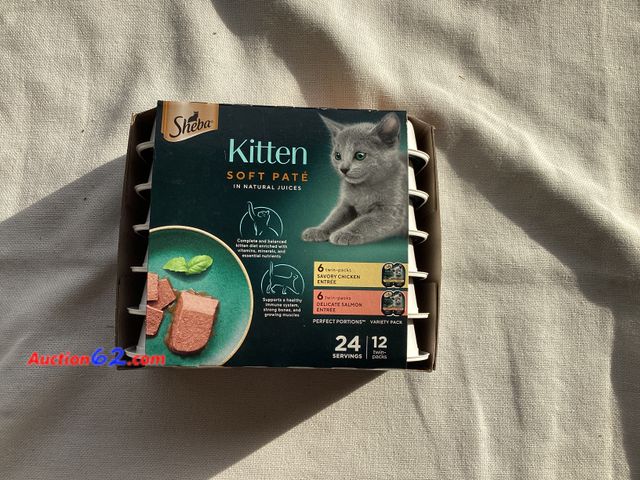 Sheba
Kitten
SOFT PATÉ
IN NATURAL JUICES
Complete and balanced
kitten diet enriched with
vitamins, minerals, and
essential nutrients
Supports a healthy
immune system,
strong bones, and
growing muscles
6 twin-packs
SAVORY CHICKEN
ENTRÉE
6 twin-packs
DELICATE SALMON
ENTRÉE
PERFECT PORTIONS™ VARIETY PACK
24
SERVINGS
12
twin-
packs
Auction62.com